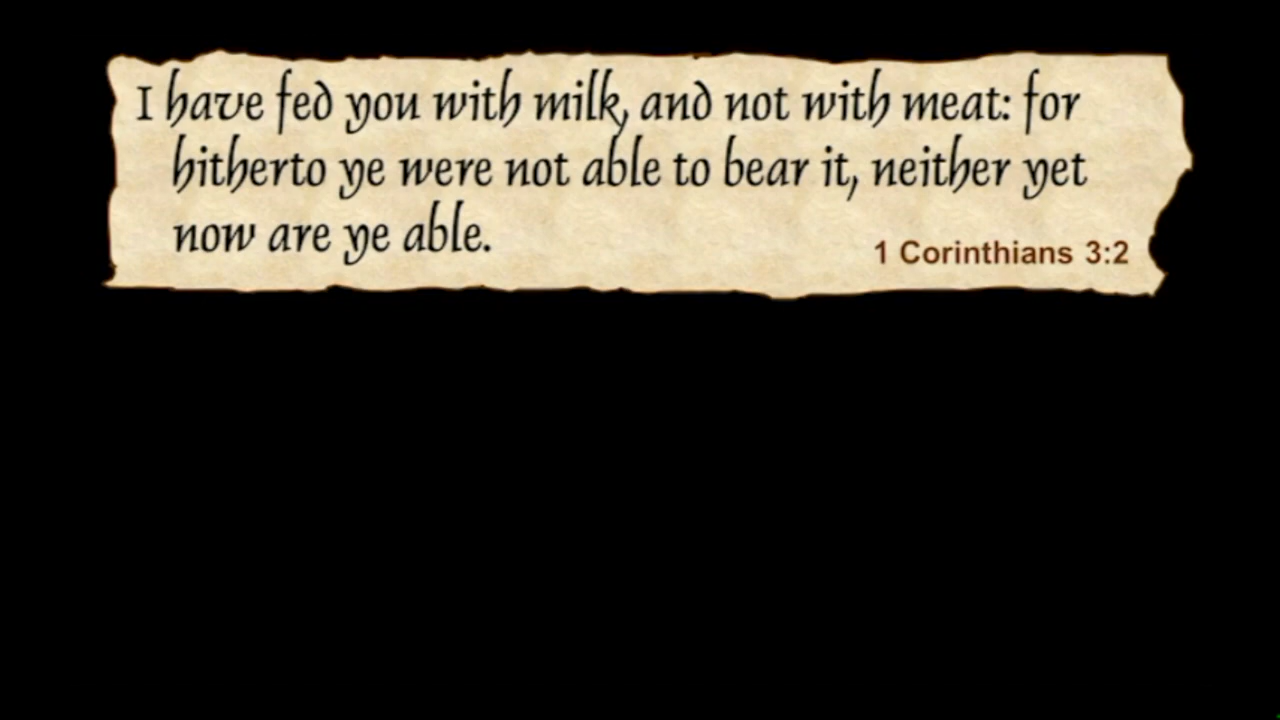 I have fed you with milk, and not with meat: for
hitherto ye were not able to bear it, neither yet
now are ye able.
1 Corinthians 3:2